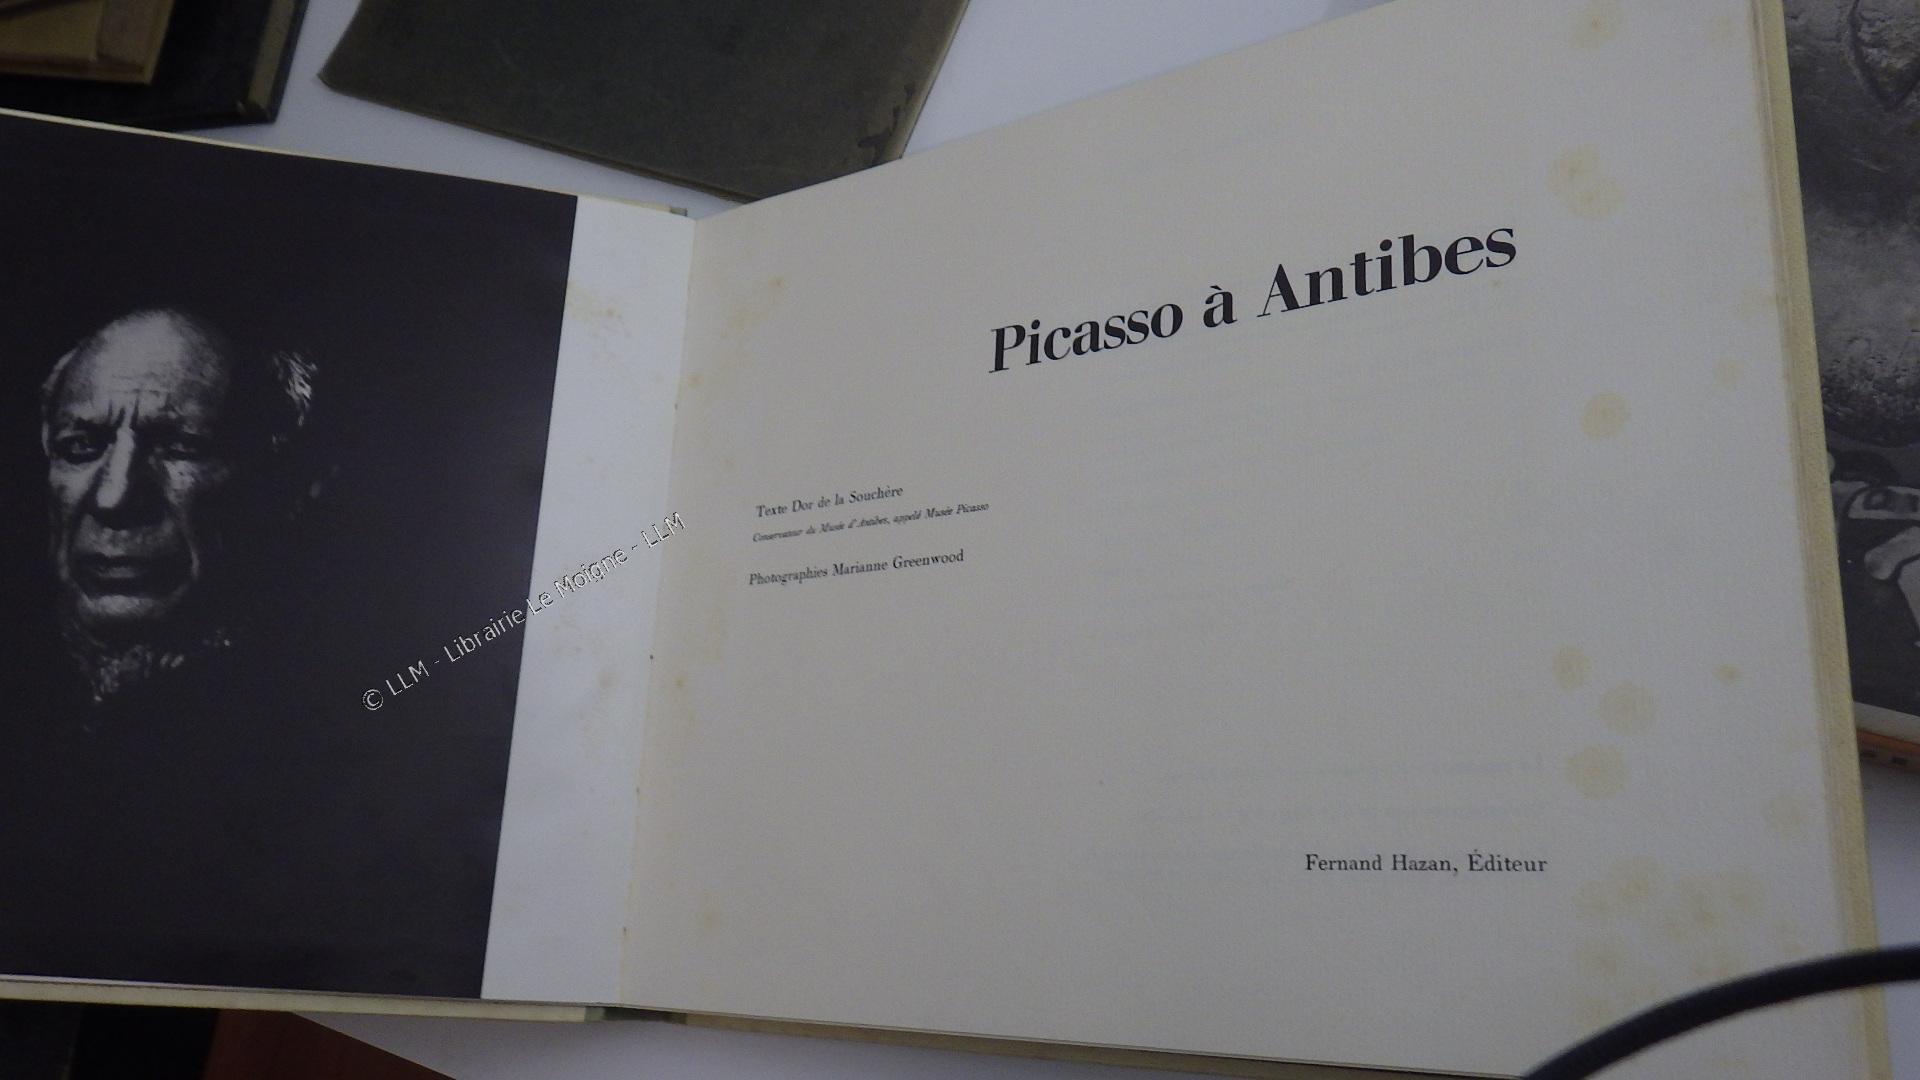 Picasso à Antibes
Texte Dor de la Souchère
Conservateur du Musée d'Antibes, appelé Musée Picasso
Photographies Marianne Greenwood
Fernand Hazan, Éditeur
© LLM - Librairie Le Moigne - LLM